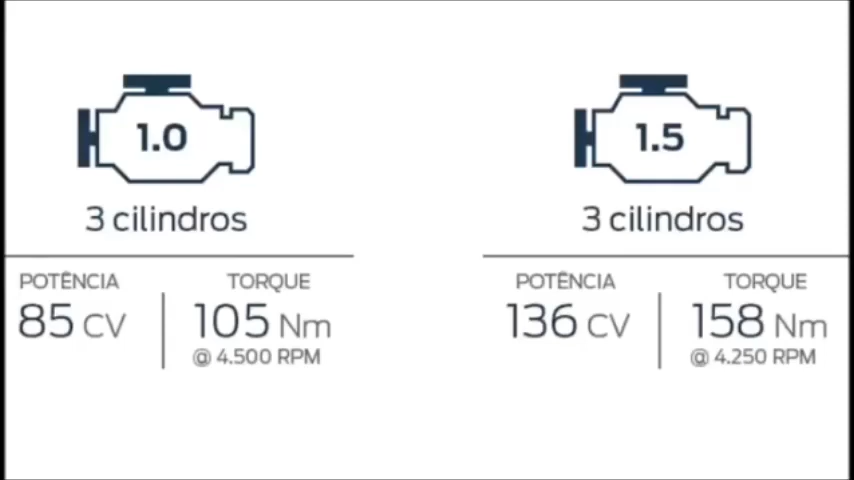 1.0
3 cilindros
POTÊNCIA
85 CV
TORQUE
105 Nm
@ 4.500 RPM
1.5
3 cilindros
POTÊNCIA
136 CV
TORQUE
158 Nm
@ 4.250 RPM